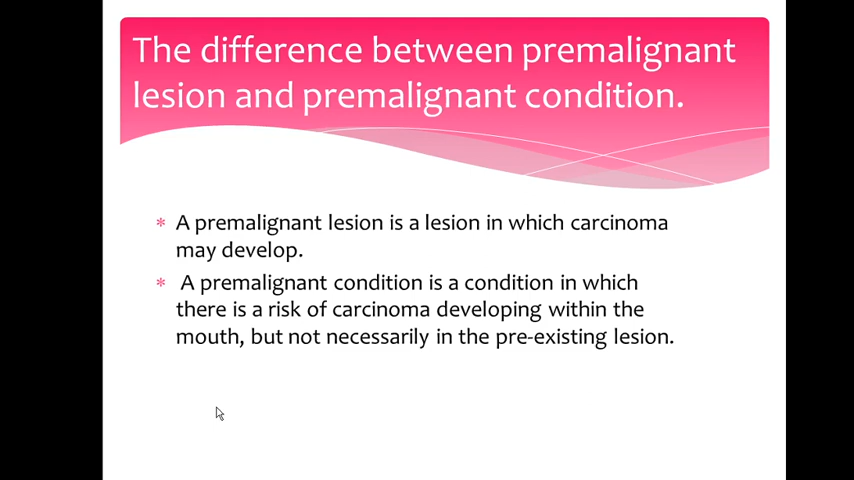 The difference between premalignant
lesion and premalignant condition.
* A premalignant lesion is a lesion in which carcinoma
may develop.
* A premalignant condition is a condition in which
there is a risk of carcinoma developing within the
mouth, but not necessarily in the pre-existing lesion.